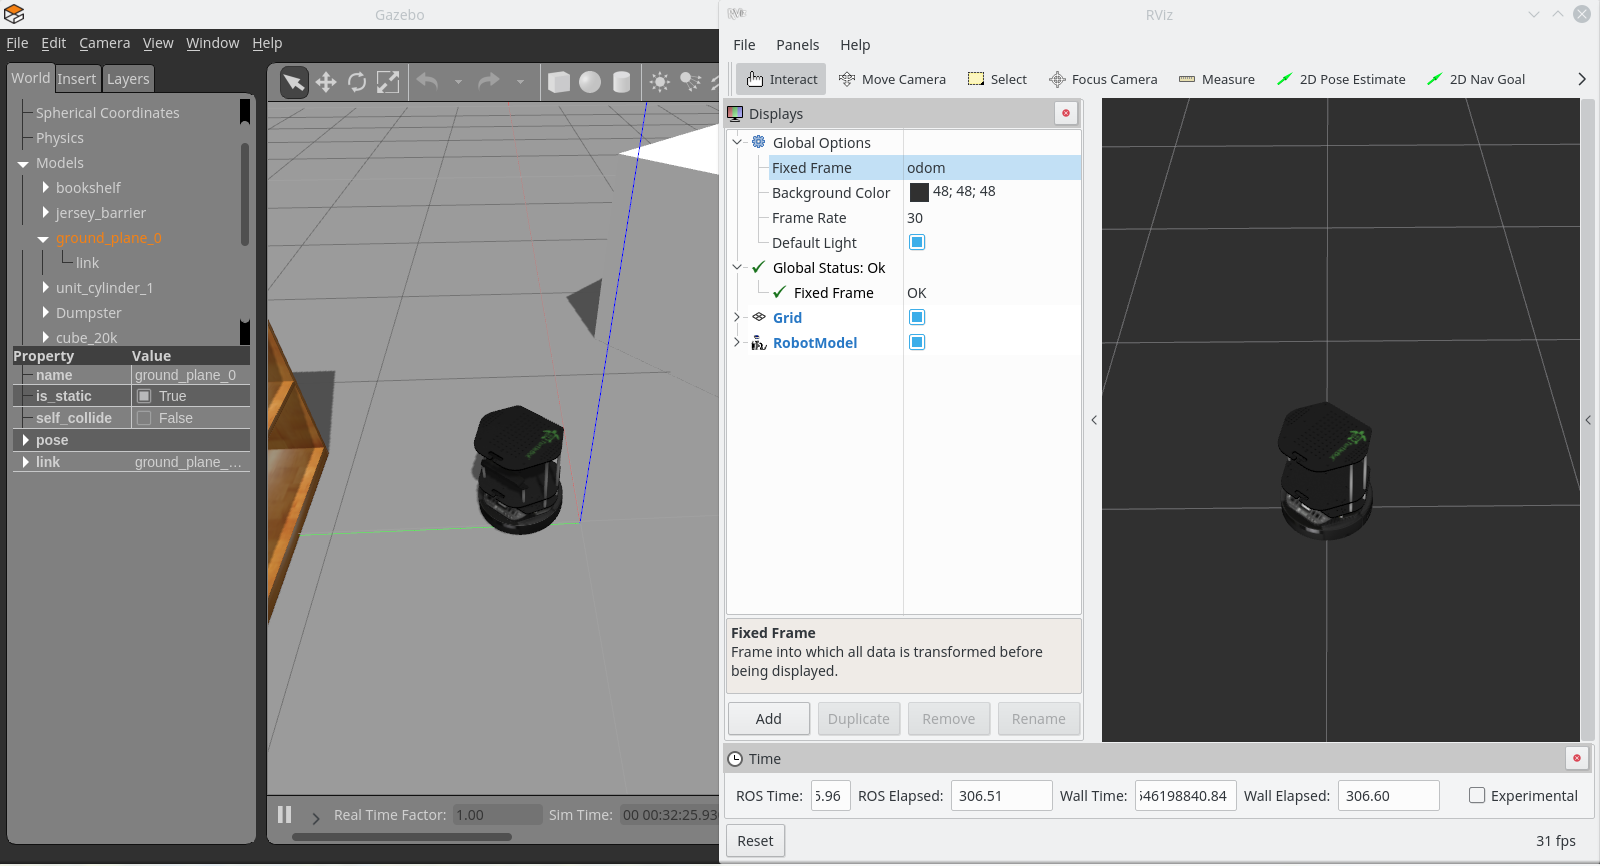 Gazebo
File Edit Camera View Window Help
World Insert Layers
Spherical Coordinates
Physics
Models
bookshelf
jersey_barrier
ground_plane_0
link
unit_cylinder_1
Dumpster
cube_20k
Property Value
name ground_plane_0
is_static True
self_collide False
pose
link ground_plane_...
Real Time Factor: 1.00 Sim Time: 00 00:32:25.93
RViz
File Panels Help
Interact Move Camera Select Focus Camera Measure 2D Pose Estimate 2D Nav Goal
Displays
Global Options
Fixed Frame odom
Background Color 48; 48; 48
Frame Rate 30
Default Light
Global Status: Ok
Fixed Frame OK
Grid
RobotModel
Fixed Frame
Frame into which all data is transformed before
being displayed.
Add Duplicate Remove Rename
Time
ROS Time: 5.96 ROS Elapsed: 306.51 Wall Time: 546198840.84 Wall Elapsed: 306.60 Experimental
Reset 31 fps